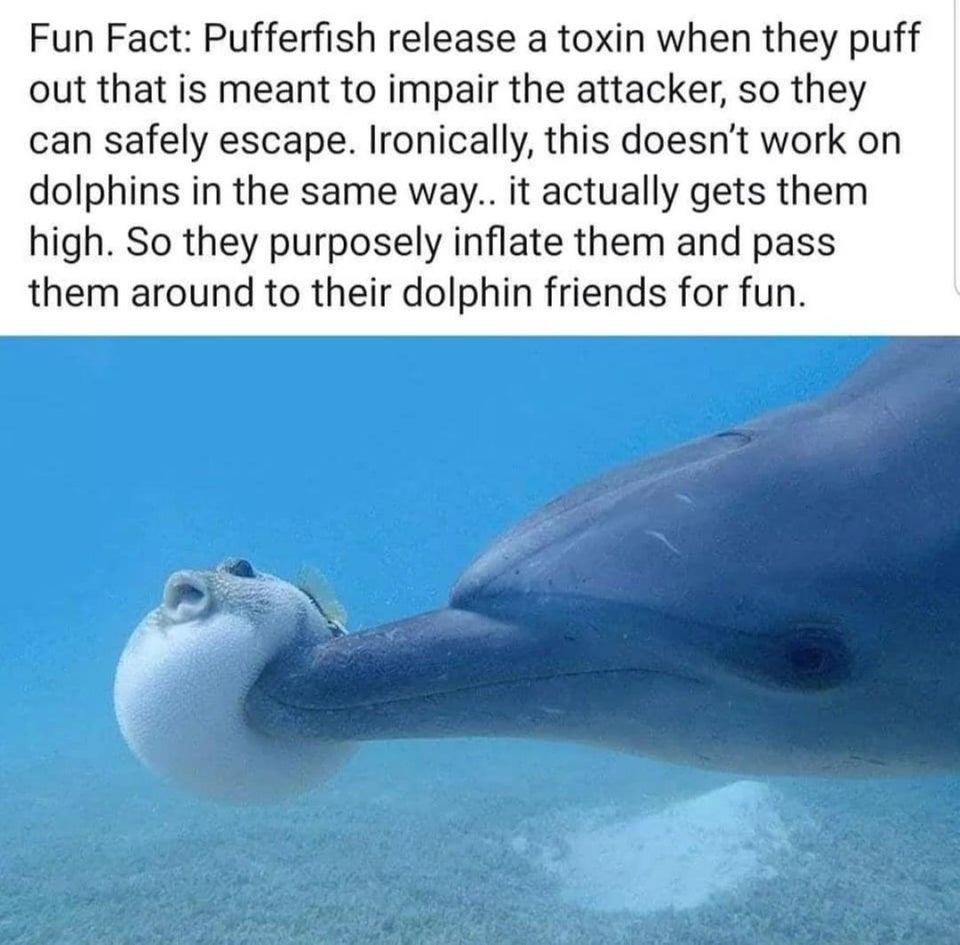 Fun Fact: Pufferfish release a toxin when they puff
out that is meant to impair the attacker, so they
can safely escape. Ironically, this doesn't work on
dolphins in the same way.. it actually gets them
high. So they purposely inflate them and pass
them around to their dolphin friends for fun.